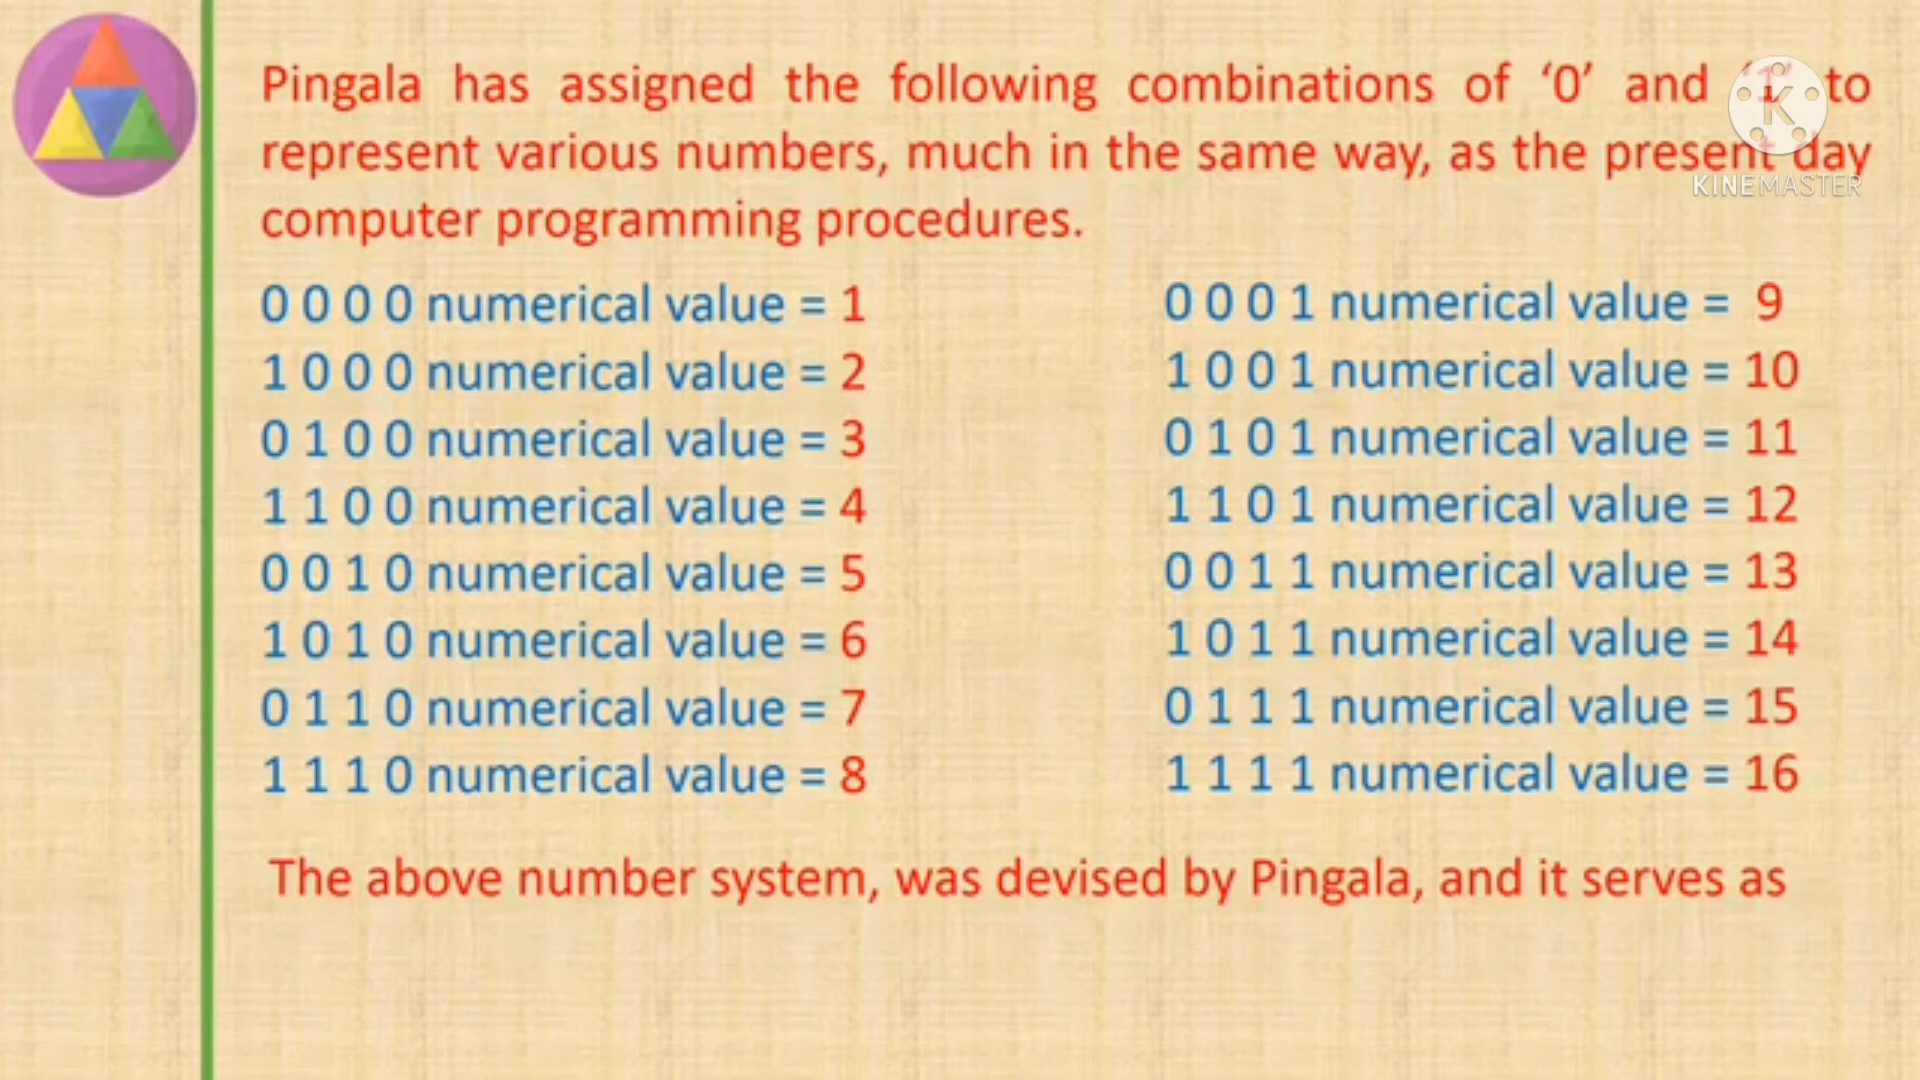 Pingala has assigned the following combinations of ‘0’ and ‘1’ to
represent various numbers, much in the same way, as the present day
computer programming procedures.
KINEMASTER
0 0 0 0 numerical value = 1
1 0 0 0 numerical value = 2
0 1 0 0 numerical value = 3
1 1 0 0 numerical value = 4
0 0 1 0 numerical value = 5
1 0 1 0 numerical value = 6
0 1 1 0 numerical value = 7
1 1 1 0 numerical value = 8
0 0 0 1 numerical value = 9
1 0 0 1 numerical value = 10
0 1 0 1 numerical value = 11
1 1 0 1 numerical value = 12
0 0 1 1 numerical value = 13
1 0 1 1 numerical value = 14
0 1 1 1 numerical value = 15
1 1 1 1 numerical value = 16
The above number system, was devised by Pingala, and it serves as